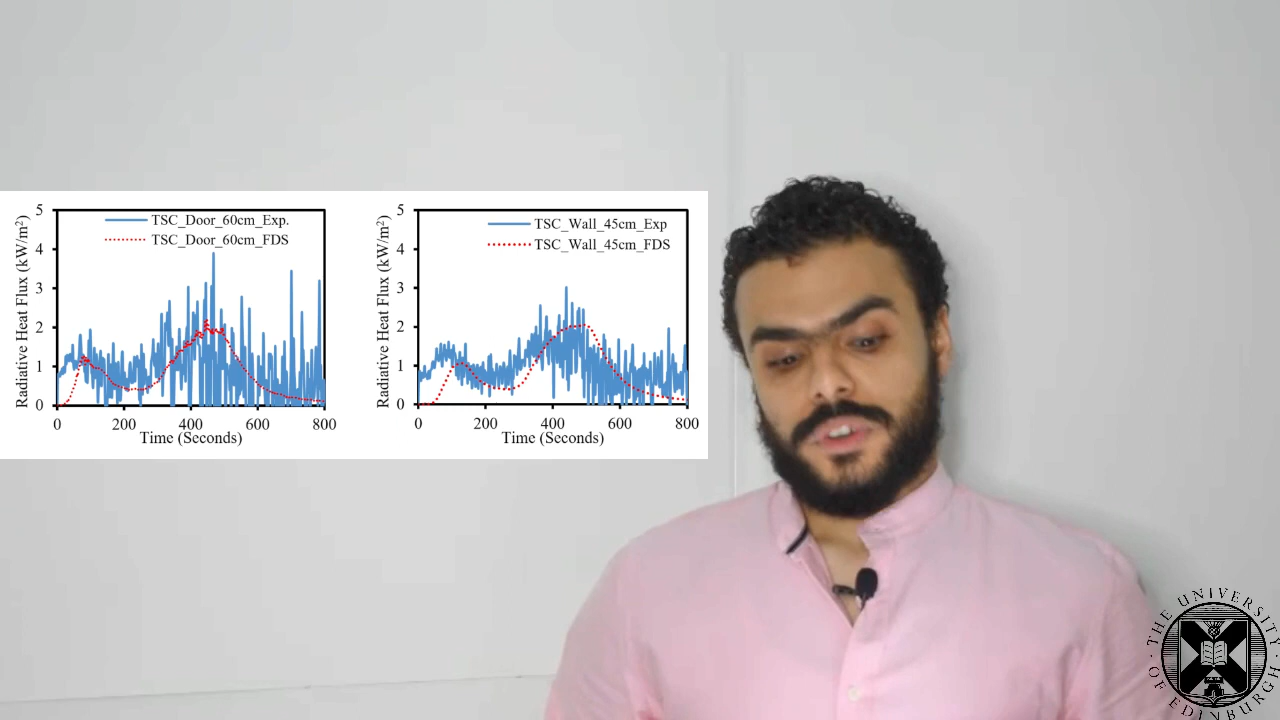 5
4
3
2
1
0
Radiative Heat Flux (kW/m²)
TSC_Door_60cm_Exp.
TSC_Door_60cm_FDS
0 200 400 600 800
Time (Seconds)
5
4
3
2
1
0
Radiative Heat Flux (kW/m²)
TSC_Wall_45cm_Exp
TSC_Wall_45cm_FDS
0 200 400 600 800
Time (Seconds)
THE UNIVERSITY
OF EDINBURGH